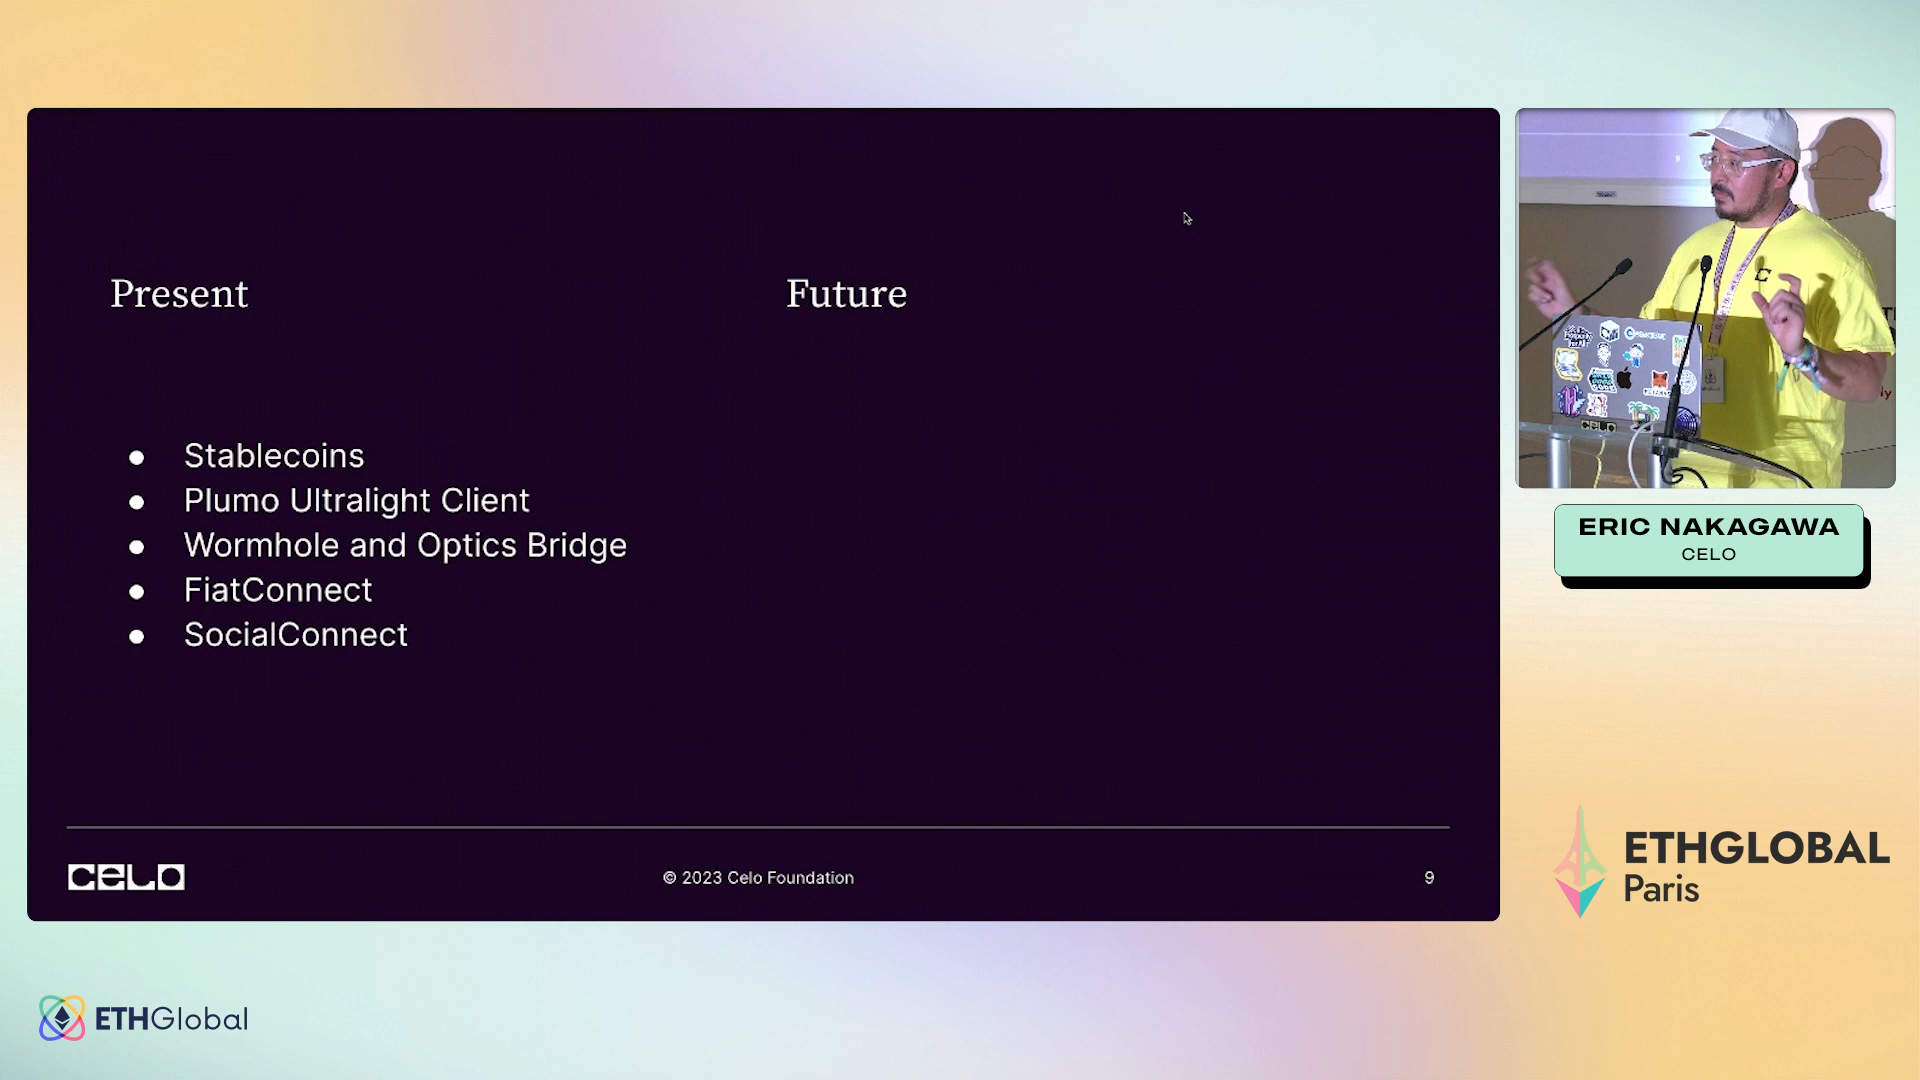 Present
Future
Stablecoins
Plumo Ultralight Client
Wormhole and Optics Bridge
FiatConnect
SocialConnect
CELO
© 2023 Celo Foundation
9
C
CELO
ERIC NAKAGAWA
CELO
ETHGLOBAL
Paris
ETHGlobal